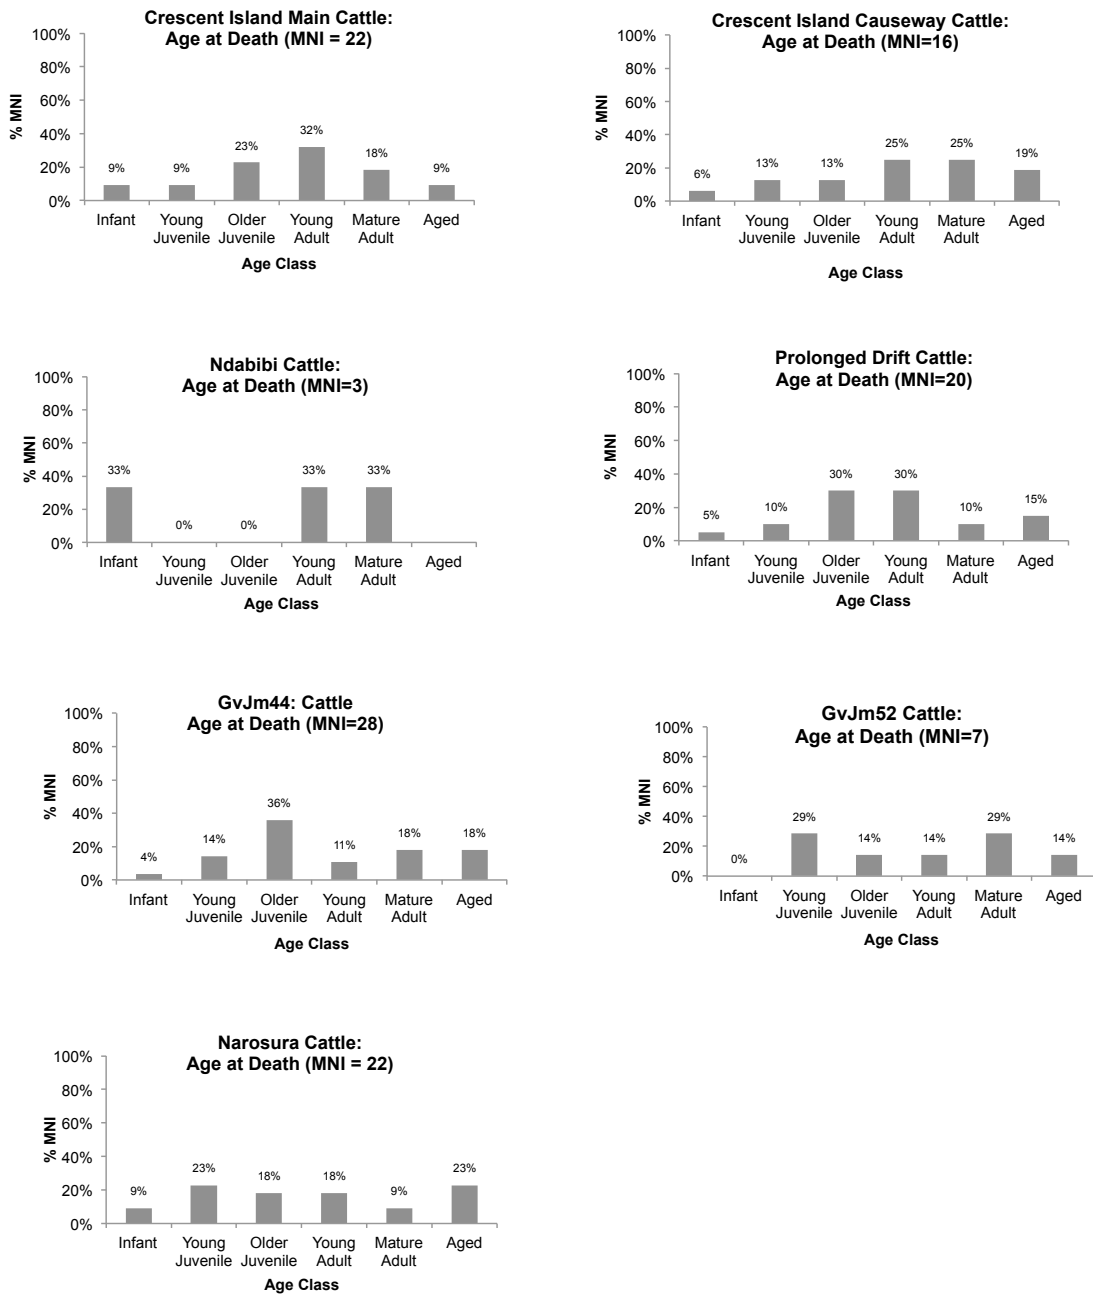 Crescent Island Main Cattle:
Age at Death (MNI = 22)
100%
80%
60%
40%
20%
0%
% MNI
9%
9%
23%
32%
18%
9%
Infant
Young Juvenile
Older Juvenile
Young Adult
Mature Adult
Aged
Age Class
Crescent Island Causeway Cattle:
Age at Death (MNI=16)
100%
80%
60%
40%
20%
0%
% MNI
6%
13%
13%
25%
25%
19%
Infant
Young Juvenile
Older Juvenile
Young Adult
Mature Adult
Aged
Age Class
Ndabibi Cattle:
Age at Death (MNI=3)
100%
80%
60%
40%
20%
0%
% MNI
33%
0%
0%
33%
33%
Infant
Young Juvenile
Older Juvenile
Young Adult
Mature Adult
Aged
Age Class
Prolonged Drift Cattle:
Age at Death (MNI=20)
100%
80%
60%
40%
20%
0%
% MNI
5%
10%
30%
30%
10%
15%
Infant
Young Juvenile
Older Juvenile
Young Adult
Mature Adult
Aged
Age Class
GvJm44: Cattle
Age at Death (MNI=28)
100%
80%
60%
40%
20%
0%
% MNI
4%
14%
36%
11%
18%
18%
Infant
Young Juvenile
Older Juvenile
Young Adult
Mature Adult
Aged
Age Class
GvJm52 Cattle:
Age at Death (MNI=7)
100%
80%
60%
40%
20%
0%
% MNI
0%
29%
14%
14%
29%
14%
Infant
Young Juvenile
Older Juvenile
Young Adult
Mature Adult
Aged
Age Class
Narosura Cattle:
Age at Death (MNI = 22)
100%
80%
60%
40%
20%
0%
% MNI
9%
23%
18%
18%
9%
23%
Infant
Young Juvenile
Older Juvenile
Young Adult
Mature Adult
Aged
Age Class